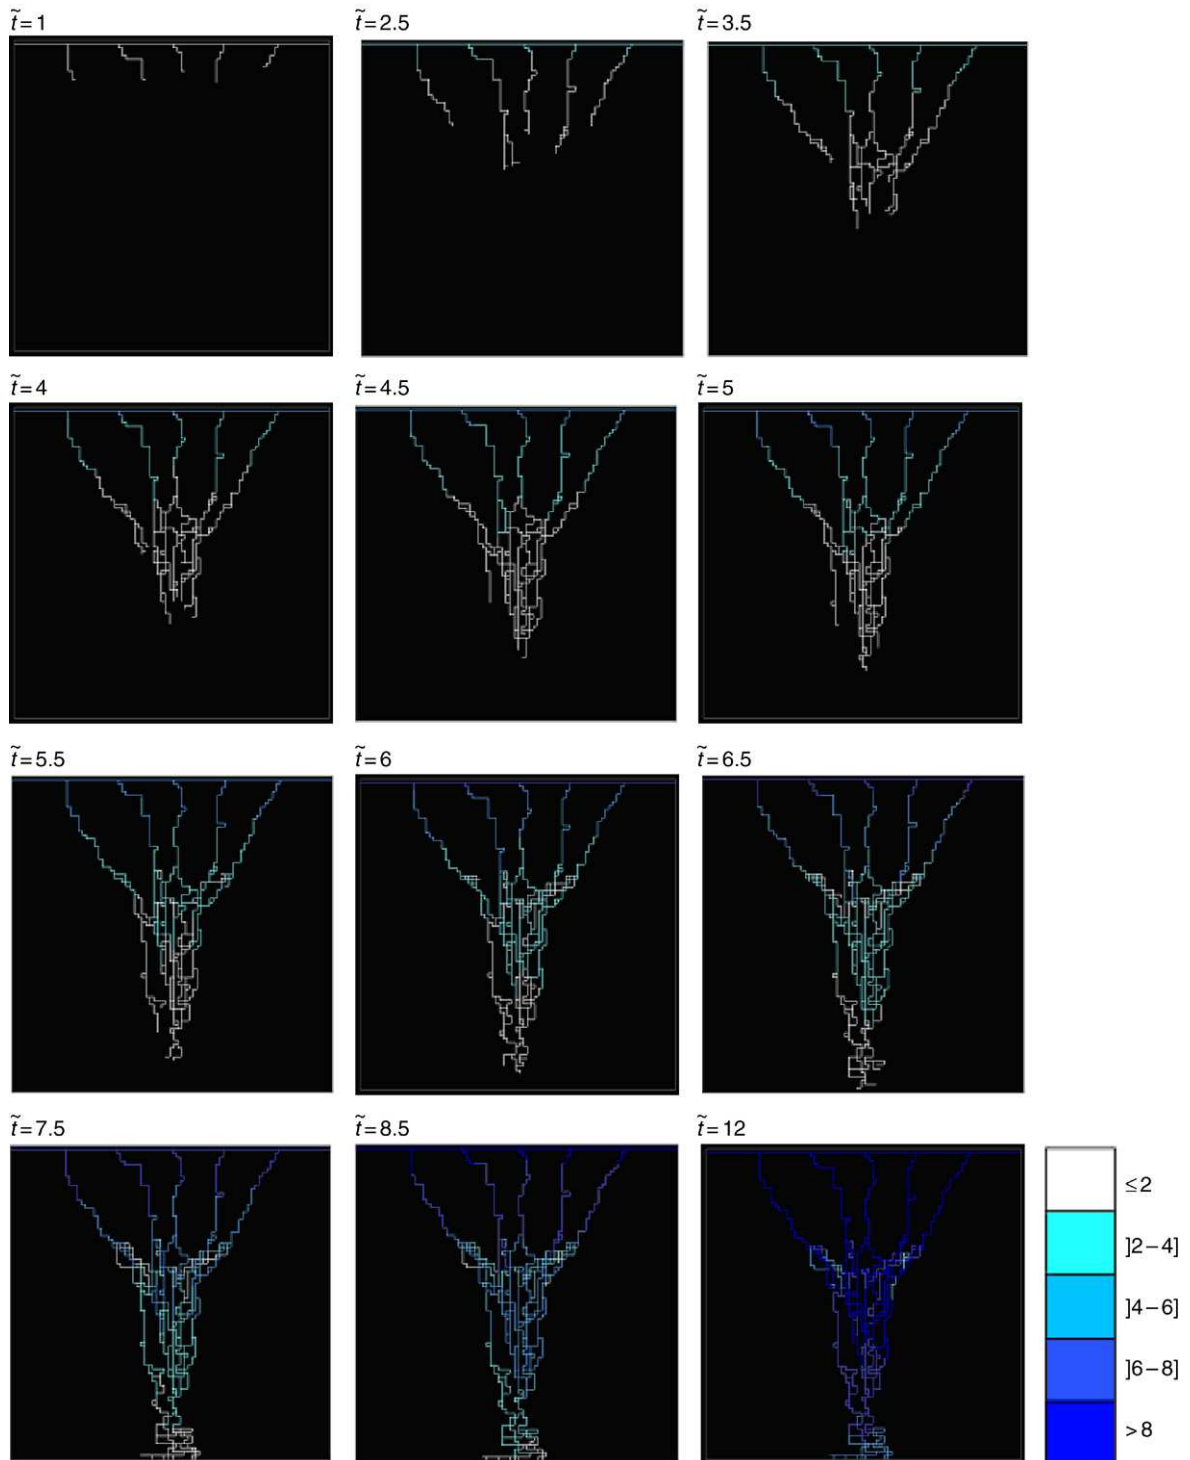 t̃=1
t̃=2.5
t̃=3.5
t̃=4
t̃=4.5
t̃=5
t̃=5.5
t̃=6
t̃=6.5
t̃=7.5
t̃=8.5
t̃=12
≤2
]2–4]
]4–6]
]6–8]
>8